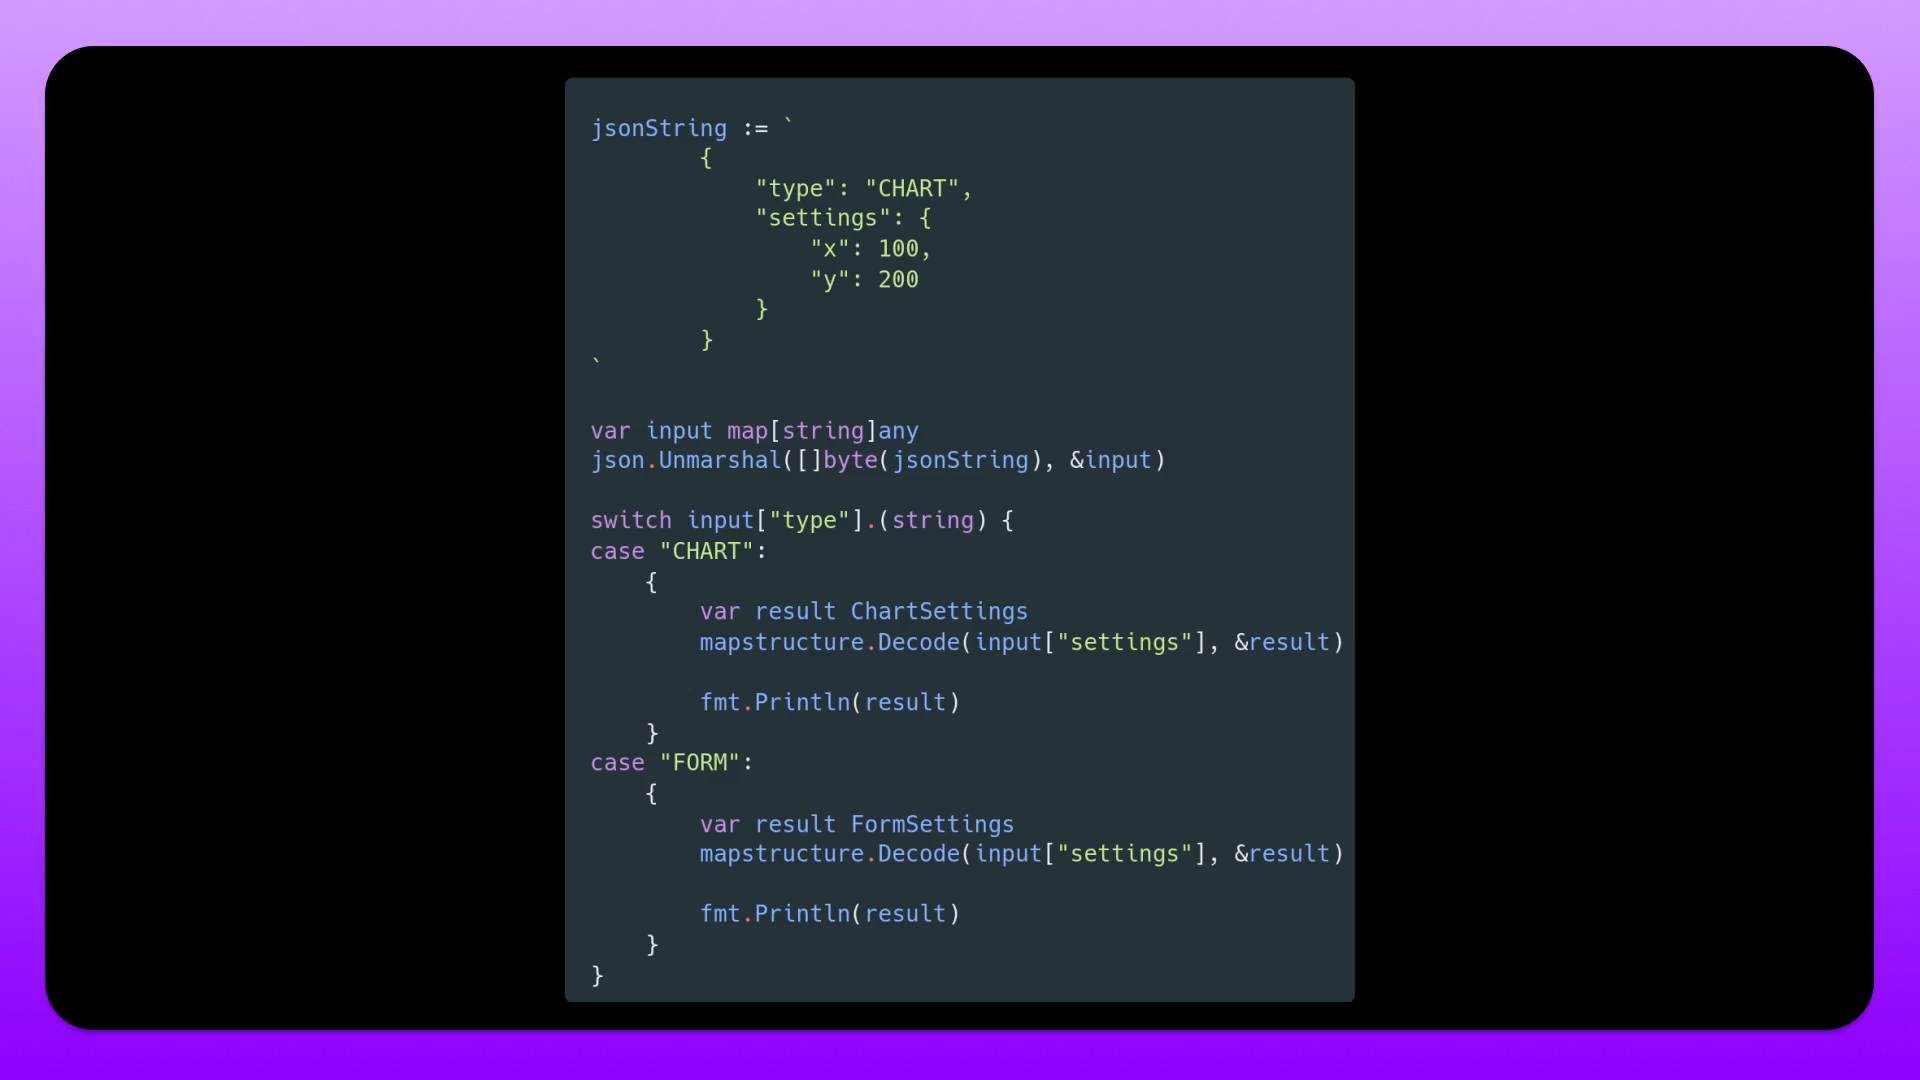 jsonString := `
        {
            "type": "CHART",
            "settings": {
                "x": 100,
                "y": 200
            }
        }
`
var input map[string]any
json.Unmarshal([]byte(jsonString), &input)
switch input["type"].(string) {
case "CHART":
    {
        var result ChartSettings
        mapstructure.Decode(input["settings"], &result)
        fmt.Println(result)
    }
case "FORM":
    {
        var result FormSettings
        mapstructure.Decode(input["settings"], &result)
        fmt.Println(result)
    }
}